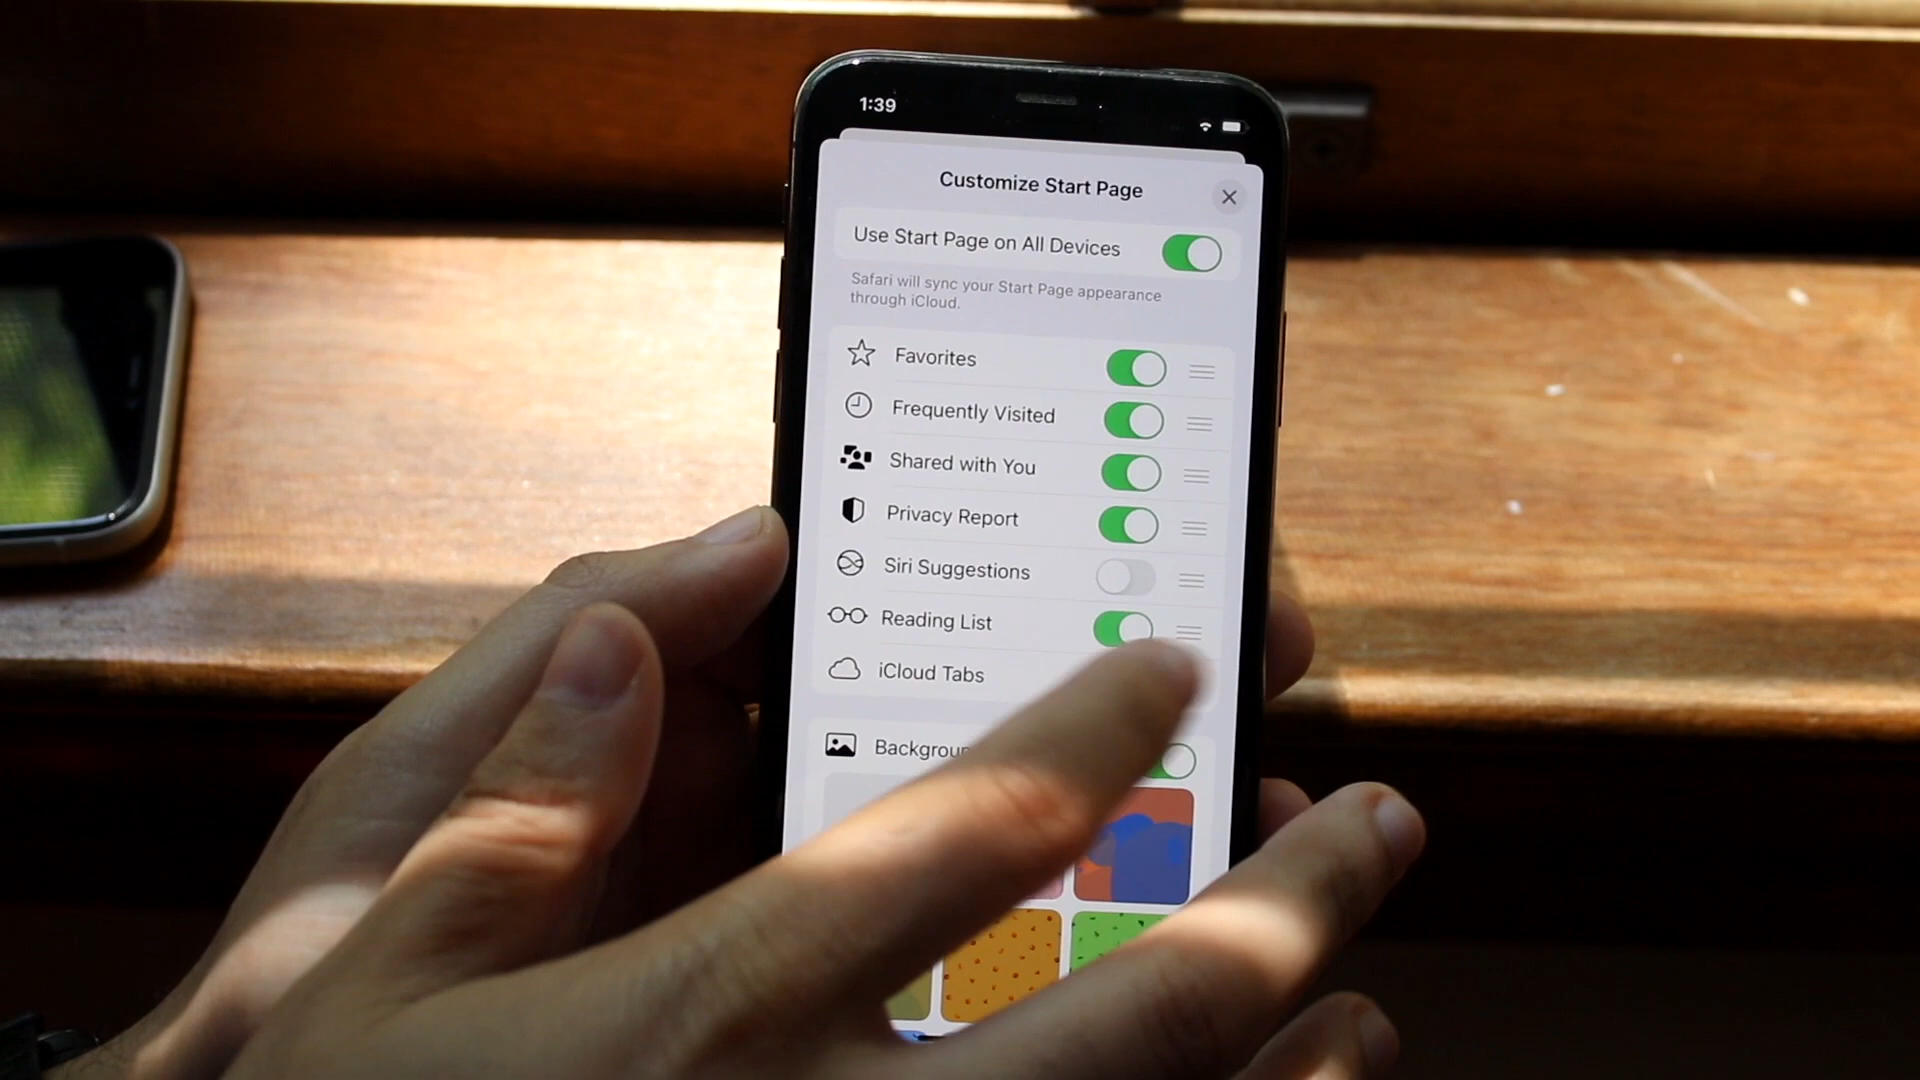 1:39
Customize Start Page
Use Start Page on All Devices
Safari will sync your Start Page appearance
through iCloud.
Favorites
Frequently Visited
Shared with You
Privacy Report
Siri Suggestions
Reading List
iCloud Tabs